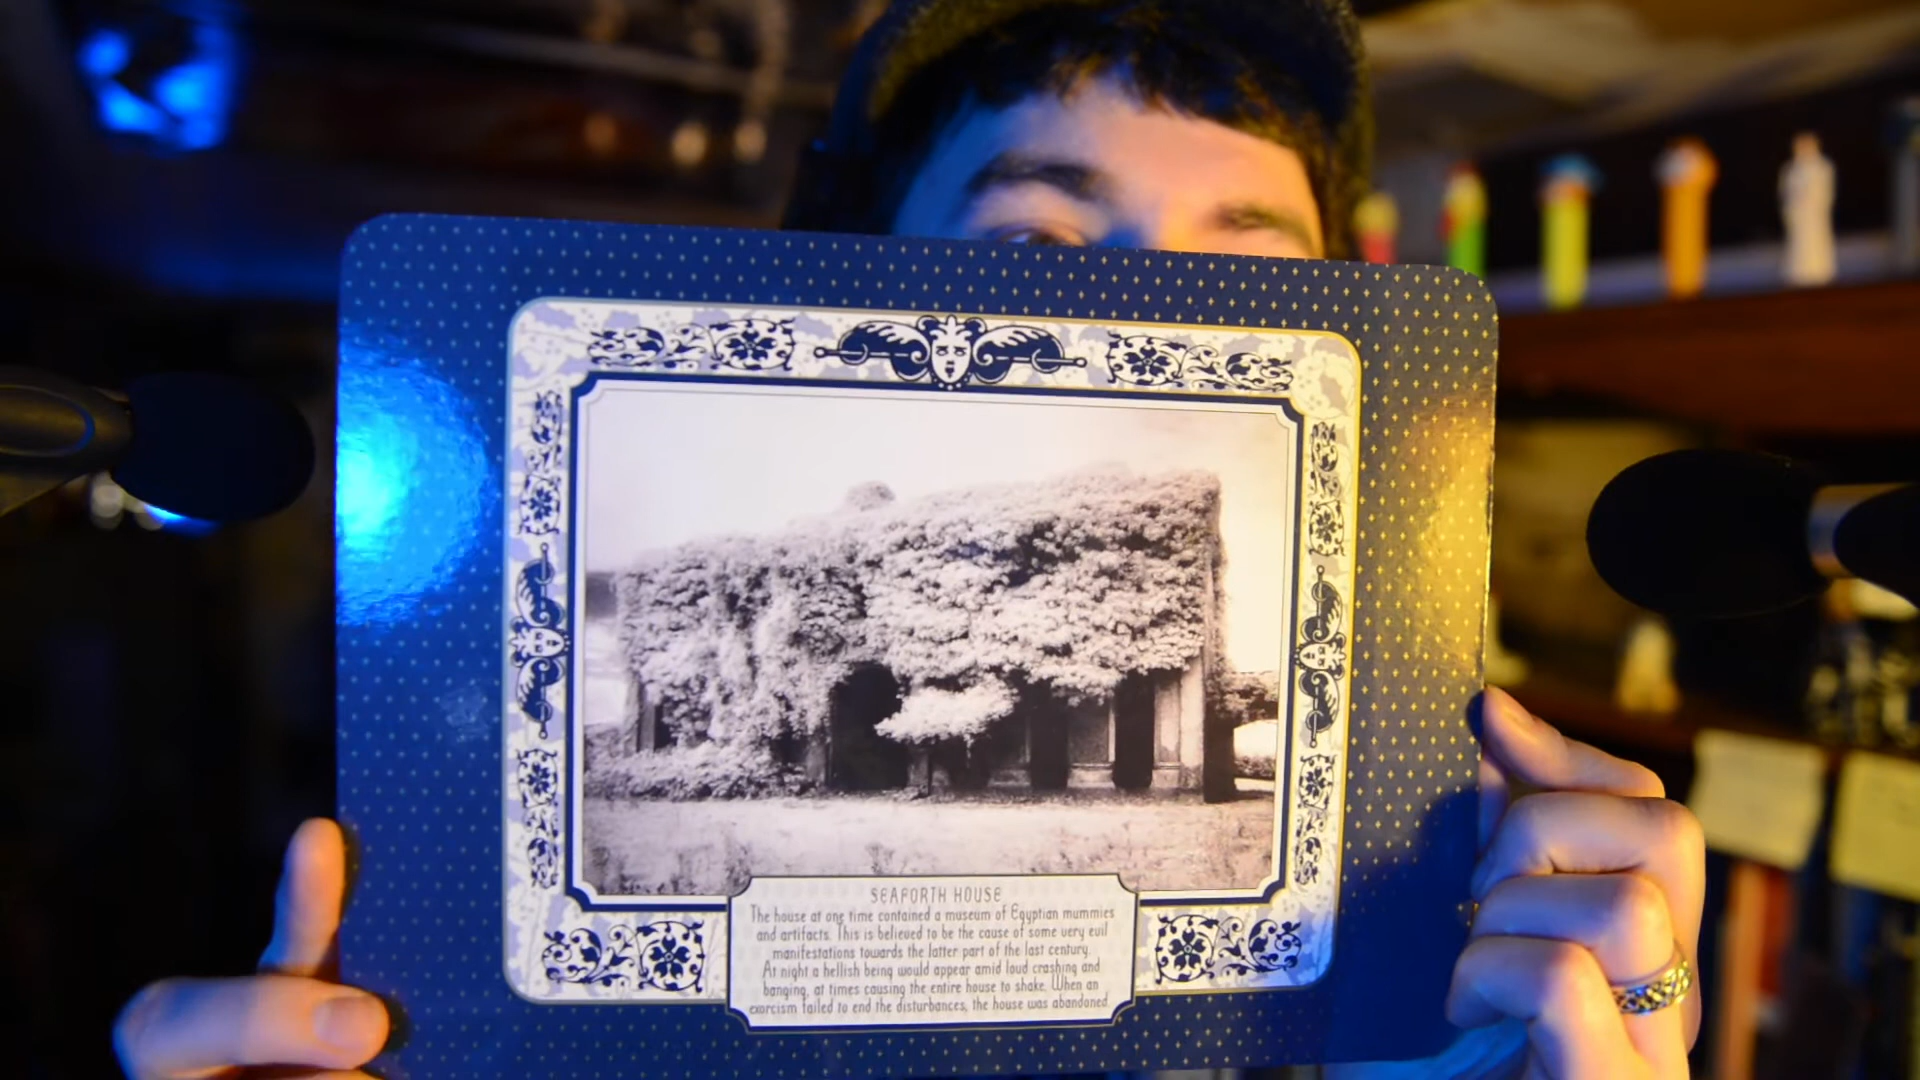 SEAFORTH HOUSE
The house at one time contained a museum of Egyptian mummies
and artifacts. This is believed to be the cause of some very evil
manifestations towards the latter part of the last century.
At night a hellish being would appear amid loud crashing and
banging, at times causing the entire house to shake. When an
exorcism failed to end the disturbances, the house was abandoned.